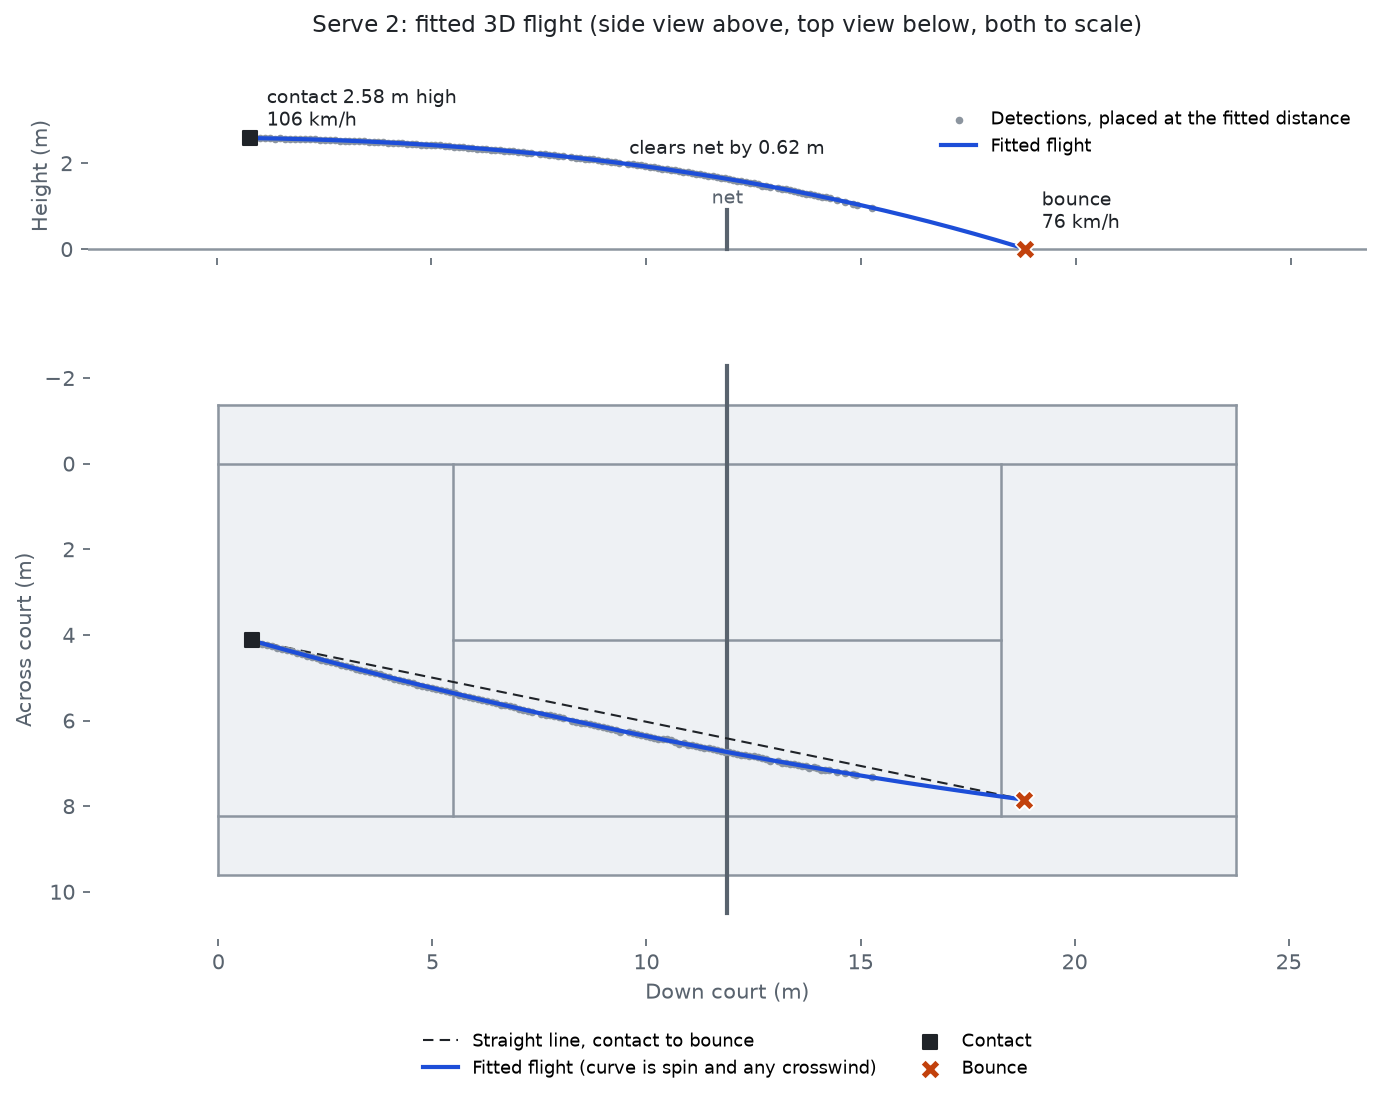 Serve 2: fitted 3D flight (side view above, top view below, both to scale)
contact 2.58 m high
106 km/h
clears net by 0.62 m
Detections, placed at the fitted distance
Fitted flight
net
bounce
76 km/h
Height (m)
2
0
−2
0
2
4
6
8
10
Across court (m)
0
5
10
15
20
25
Down court (m)
Straight line, contact to bounce
Fitted flight (curve is spin and any crosswind)
Contact
Bounce